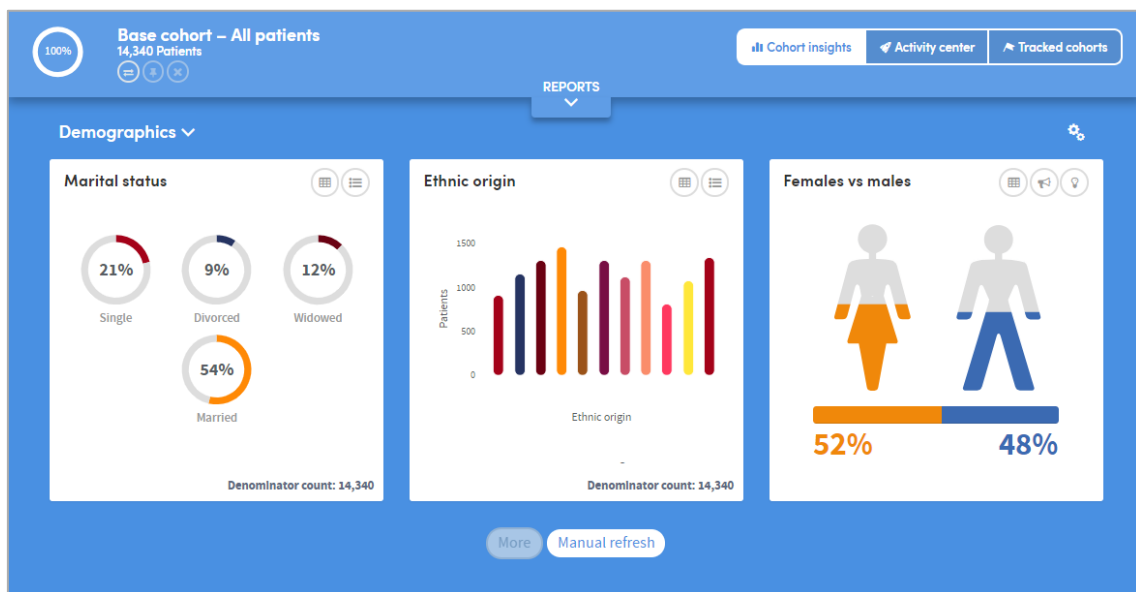 100%
Base cohort – All patients
14,340 Patients
Cohort insights
Activity center
Tracked cohorts
REPORTS
Demographics
Marital status
21%
9%
12%
Single
Divorced
Widowed
54%
Married
Denominator count: 14,340
Ethnic origin
1500
1000
500
0
Patients
Ethnic origin
-
Denominator count: 14,340
Females vs males
52%
48%
More
Manual refresh